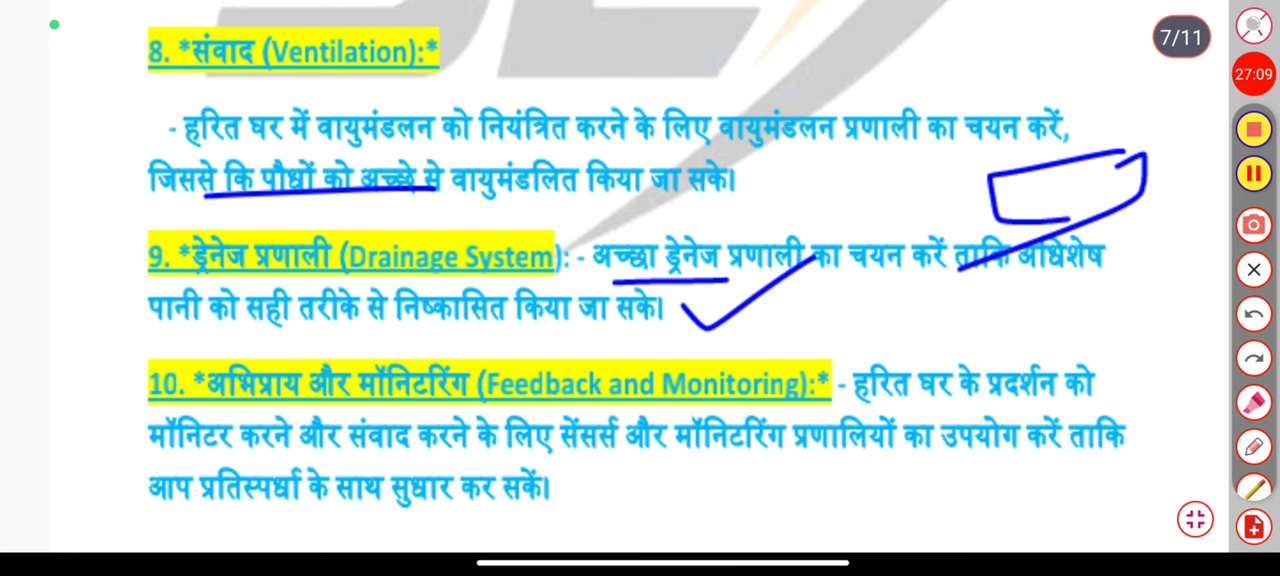 7/11
27:09
8. *संवाद (Ventilation):*
- हरित घर में वायुमंडलन को नियंत्रित करने के लिए वायुमंडलन प्रणाली का चयन करें,
जिससे कि पौधों को अच्छे से वायुमंडलित किया जा सके।
9. *ड्रेनेज प्रणाली (Drainage System): - अच्छा ड्रेनेज प्रणाली का चयन करें ताकि अधिशेष
पानी को सही तरीके से निष्कासित किया जा सके।
10. *अभिप्राय और मॉनिटरिंग (Feedback and Monitoring):* - हरित घर के प्रदर्शन को
मॉनिटर करने और संवाद करने के लिए सेंसर्स और मॉनिटरिंग प्रणालियों का उपयोग करें ताकि
आप प्रतिस्पर्धा के साथ सुधार कर सकें।